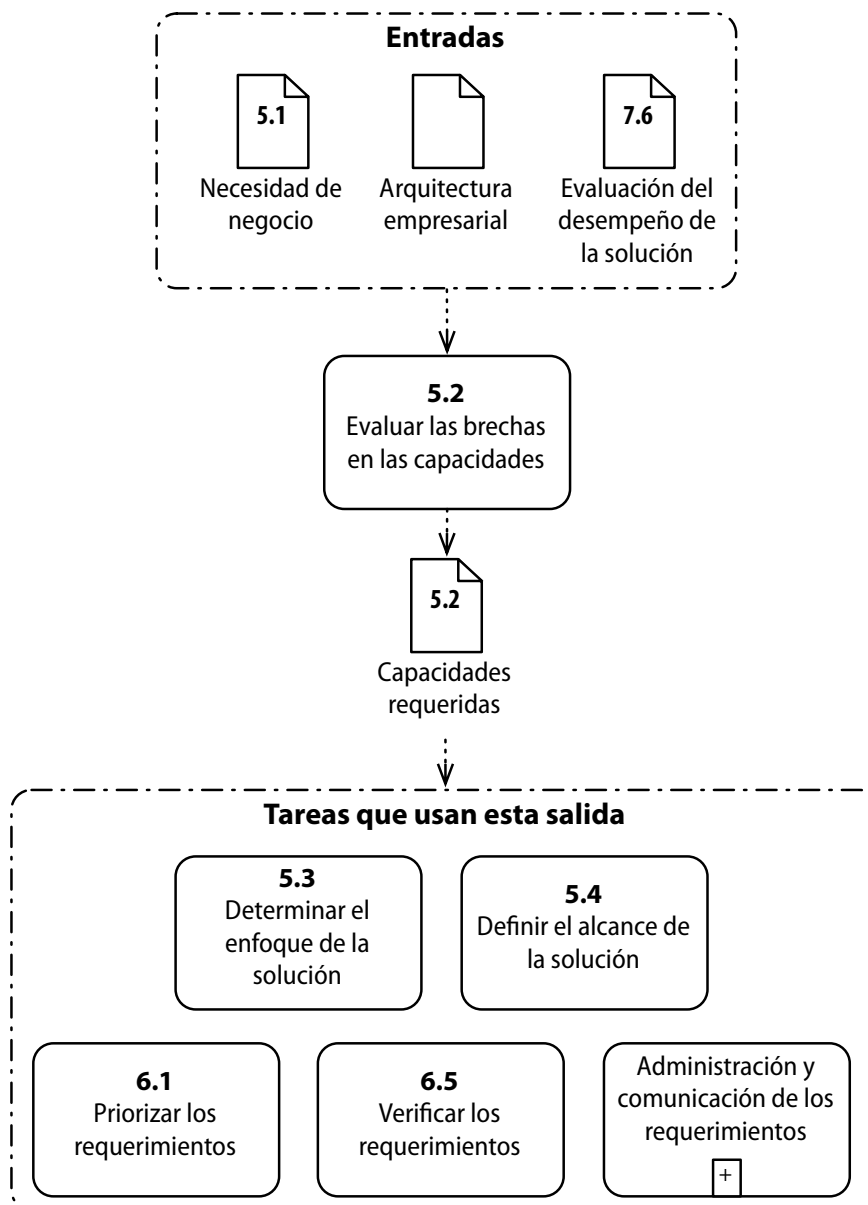 Entradas
5.1
7.6
Necesidad de
negocio
Arquitectura
empresarial
Evaluación del
desempeño de
la solución
5.2
Evaluar las brechas
en las capacidades
5.2
Capacidades
requeridas
Tareas que usan esta salida
5.3
Determinar el
enfoque de la
solución
5.4
Definir el alcance de
la solución
6.1
Priorizar los
requerimientos
6.5
Verificar los
requerimientos
Administración y
comunicación de los
requerimientos
+